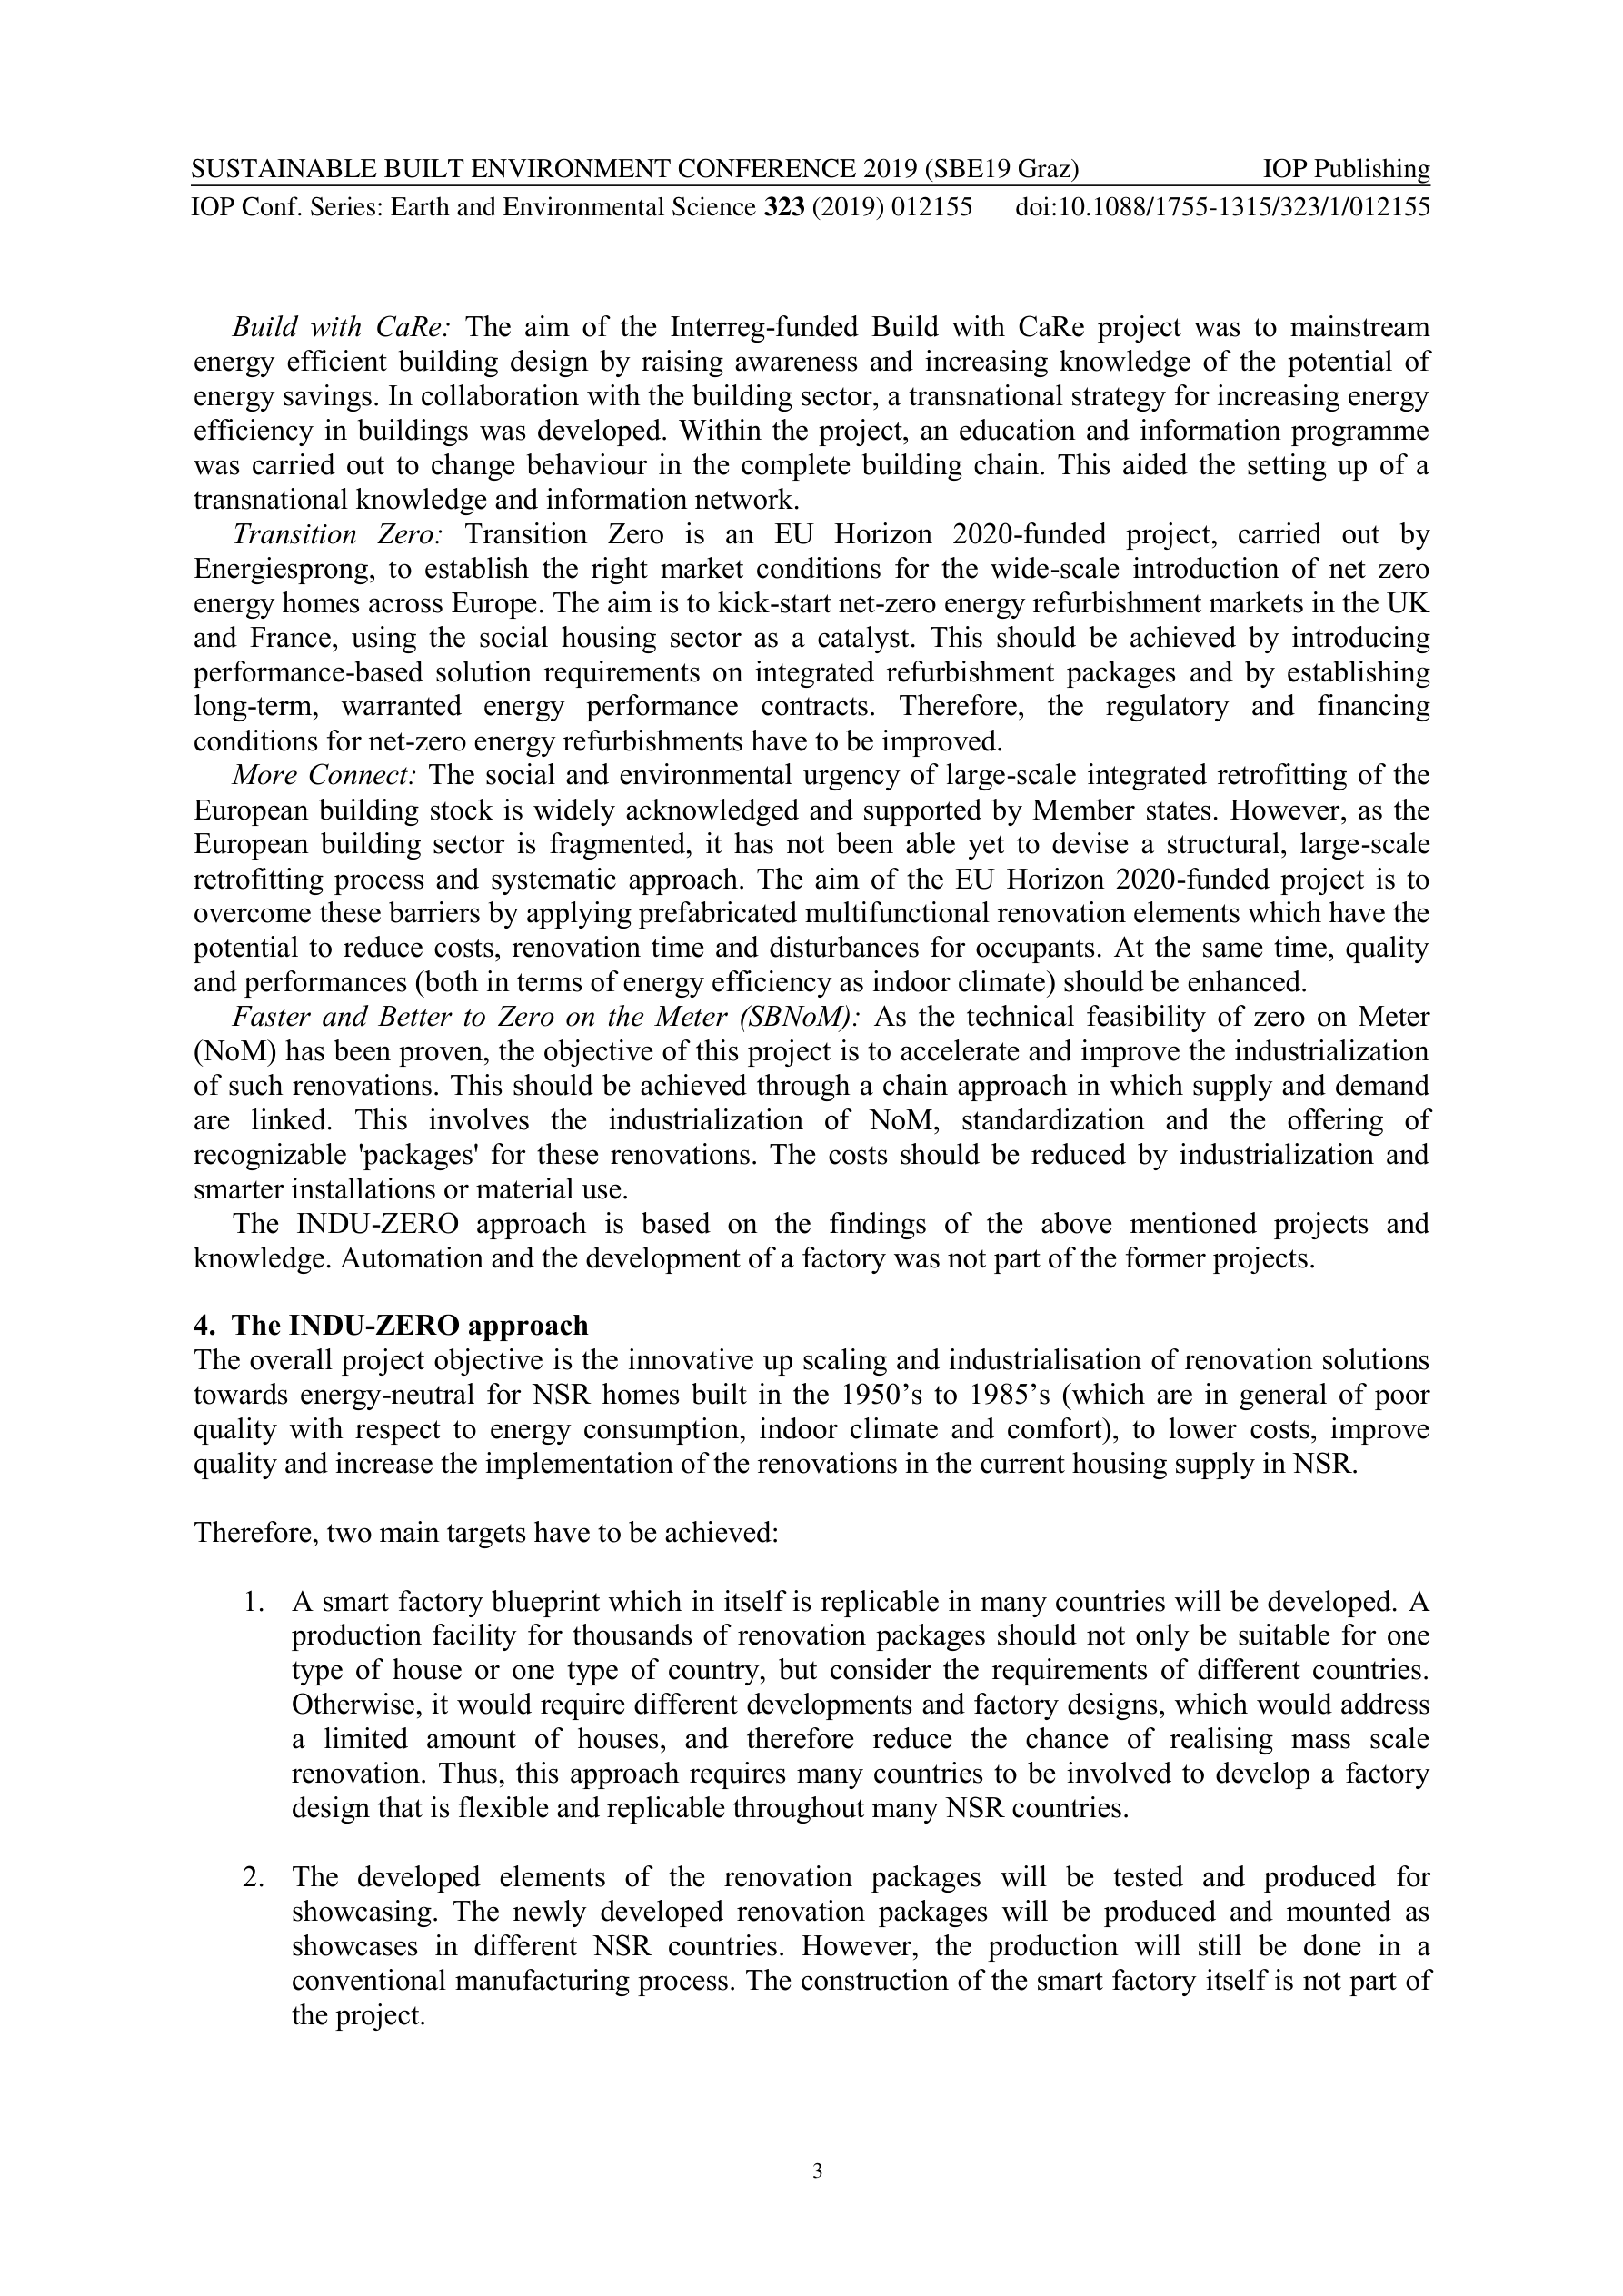 SUSTAINABLE BUILT ENVIRONMENT CONFERENCE 2019 (SBE19 Graz) IOP Publishing
IOP Conf. Series: Earth and Environmental Science 323 (2019) 012155 doi:10.1088/1755-1315/323/1/012155
Build with CaRe: The aim of the Interreg-funded Build with CaRe project was to mainstream
energy efficient building design by raising awareness and increasing knowledge of the potential of
energy savings. In collaboration with the building sector, a transnational strategy for increasing energy
efficiency in buildings was developed. Within the project, an education and information programme
was carried out to change behaviour in the complete building chain. This aided the setting up of a
transnational knowledge and information network.
Transition Zero: Transition Zero is an EU Horizon 2020-funded project, carried out by
Energiesprong, to establish the right market conditions for the wide-scale introduction of net zero
energy homes across Europe. The aim is to kick-start net-zero energy refurbishment markets in the UK
and France, using the social housing sector as a catalyst. This should be achieved by introducing
performance-based solution requirements on integrated refurbishment packages and by establishing
long-term, warranted energy performance contracts. Therefore, the regulatory and financing
conditions for net-zero energy refurbishments have to be improved.
More Connect: The social and environmental urgency of large-scale integrated retrofitting of the
European building stock is widely acknowledged and supported by Member states. However, as the
European building sector is fragmented, it has not been able yet to devise a structural, large-scale
retrofitting process and systematic approach. The aim of the EU Horizon 2020-funded project is to
overcome these barriers by applying prefabricated multifunctional renovation elements which have the
potential to reduce costs, renovation time and disturbances for occupants. At the same time, quality
and performances (both in terms of energy efficiency as indoor climate) should be enhanced.
Faster and Better to Zero on the Meter (SBNoM): As the technical feasibility of zero on Meter
(NoM) has been proven, the objective of this project is to accelerate and improve the industrialization
of such renovations. This should be achieved through a chain approach in which supply and demand
are linked. This involves the industrialization of NoM, standardization and the offering of
recognizable 'packages' for these renovations. The costs should be reduced by industrialization and
smarter installations or material use.
The INDU-ZERO approach is based on the findings of the above mentioned projects and
knowledge. Automation and the development of a factory was not part of the former projects.
4. The INDU-ZERO approach
The overall project objective is the innovative up scaling and industrialisation of renovation solutions
towards energy-neutral for NSR homes built in the 1950’s to 1985’s (which are in general of poor
quality with respect to energy consumption, indoor climate and comfort), to lower costs, improve
quality and increase the implementation of the renovations in the current housing supply in NSR.
Therefore, two main targets have to be achieved:
1. A smart factory blueprint which in itself is replicable in many countries will be developed. A
production facility for thousands of renovation packages should not only be suitable for one
type of house or one type of country, but consider the requirements of different countries.
Otherwise, it would require different developments and factory designs, which would address
a limited amount of houses, and therefore reduce the chance of realising mass scale
renovation. Thus, this approach requires many countries to be involved to develop a factory
design that is flexible and replicable throughout many NSR countries.
2. The developed elements of the renovation packages will be tested and produced for
showcasing. The newly developed renovation packages will be produced and mounted as
showcases in different NSR countries. However, the production will still be done in a
conventional manufacturing process. The construction of the smart factory itself is not part of
the project.
3